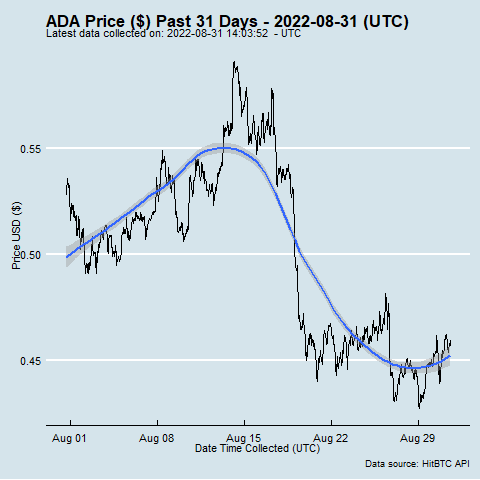 ADA Price ($) Past 31 Days - 2022-08-31 (UTC)
Latest data collected on: 2022-08-31 14:03:52 - UTC
Price USD ($)
0.55
0.50
0.45
Aug 01 Aug 08 Aug 15 Aug 22 Aug 29
Date Time Collected (UTC)
Data source: HitBTC API